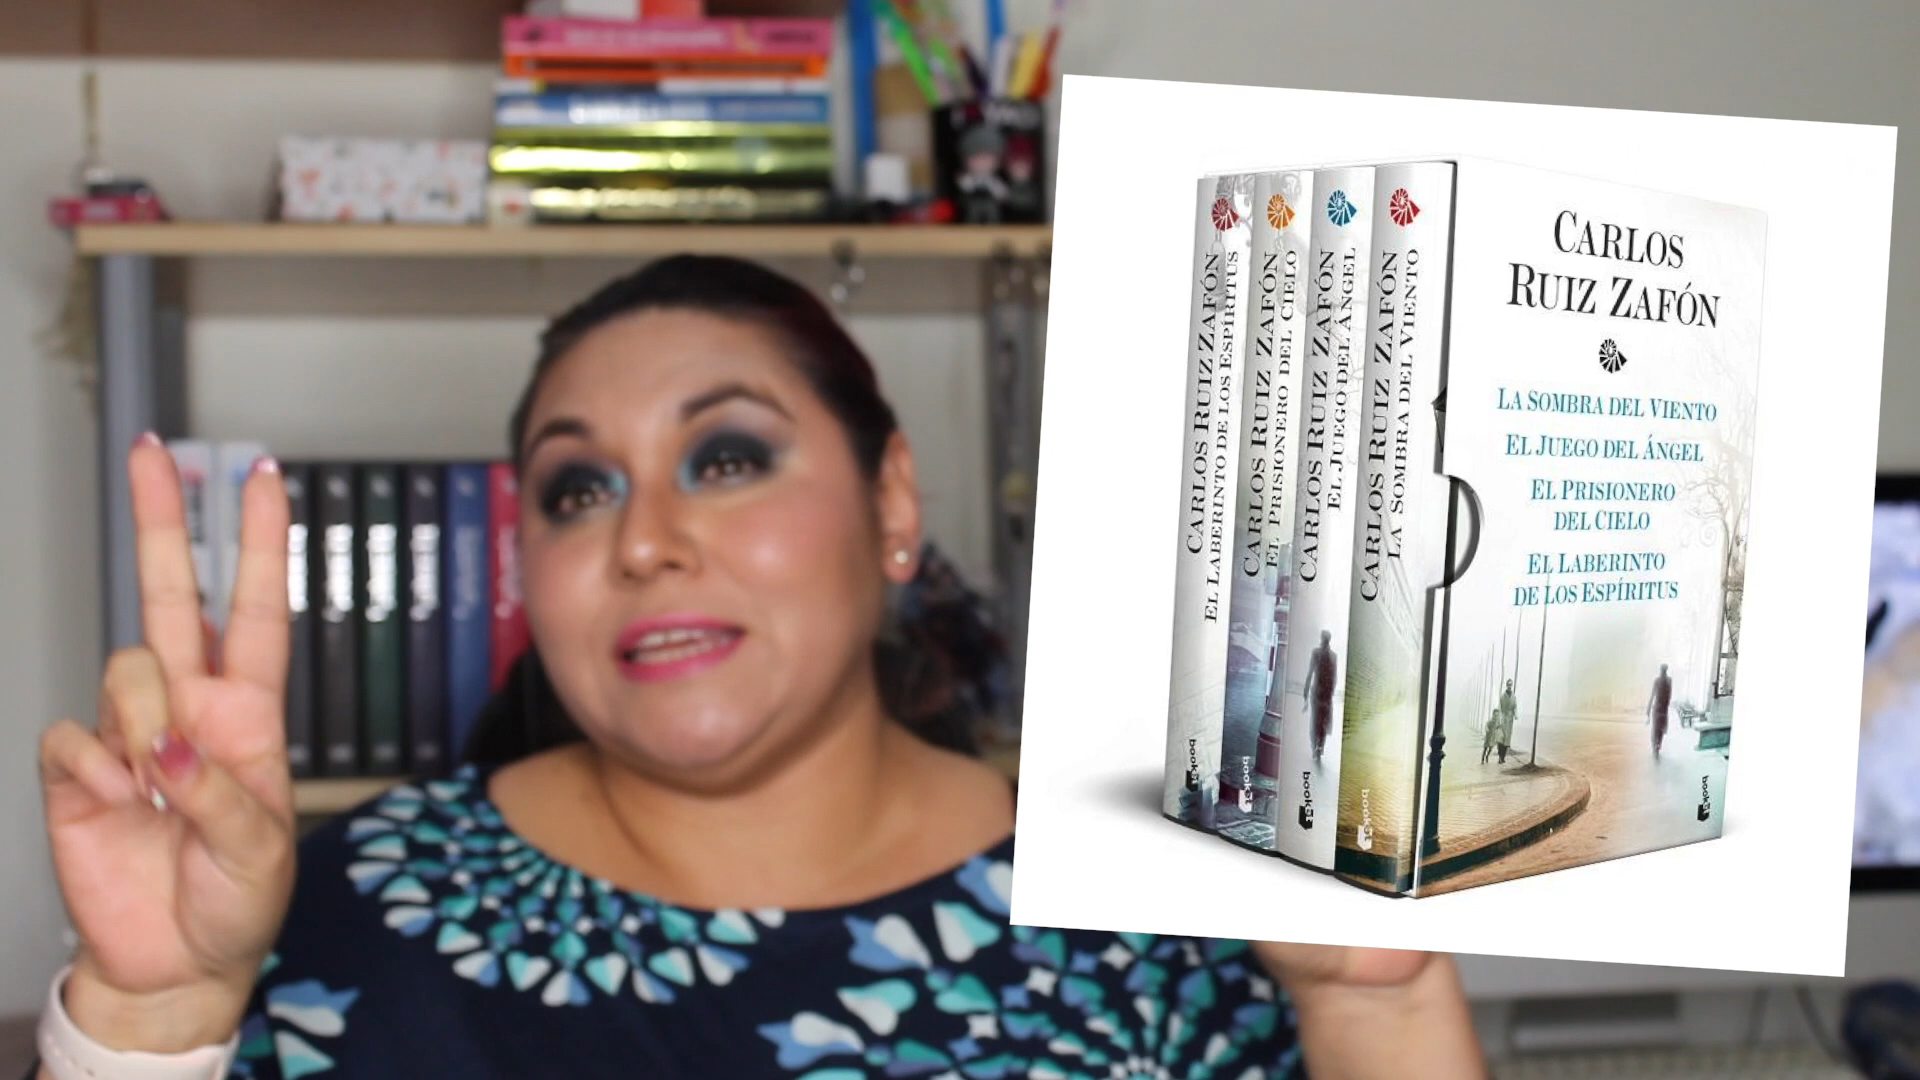 CARLOS RUIZ ZAFÓN
EL LABERINTO DE LOS ESPÍRITUS
booket
CARLOS RUIZ ZAFÓN
EL PRISIONERO DEL CIELO
booket
CARLOS RUIZ ZAFÓN
EL JUEGO DEL ÁNGEL
booket
CARLOS RUIZ ZAFÓN
LA SOMBRA DEL VIENTO
booket
CARLOS
RUIZ ZAFÓN
LA SOMBRA DEL VIENTO
EL JUEGO DEL ÁNGEL
EL PRISIONERO
DEL CIELO
EL LABERINTO
DE LOS ESPÍRITUS
booket